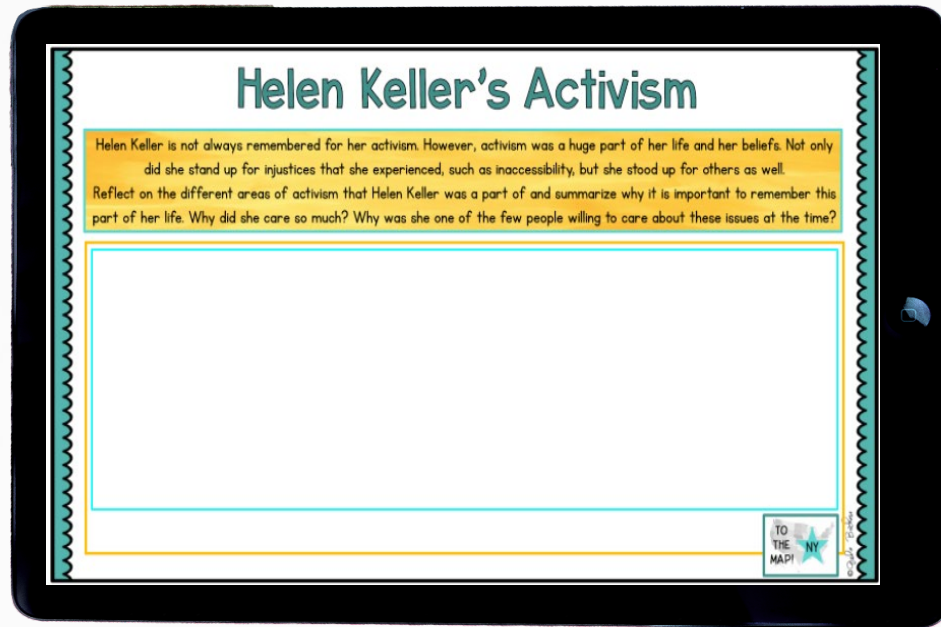 Helen Keller's Activism
Helen Keller is not always remembered for her activism. However, activism was a huge part of her life and her beliefs. Not only
did she stand up for injustices that she experienced, such as inaccessibility, but she stood up for others as well.
Reflect on the different areas of activism that Helen Keller was a part of and summarize why it is important to remember this
part of her life. Why did she care so much? Why was she one of the few people willing to care about these issues at the time?
TO
THE
MAP!
NY